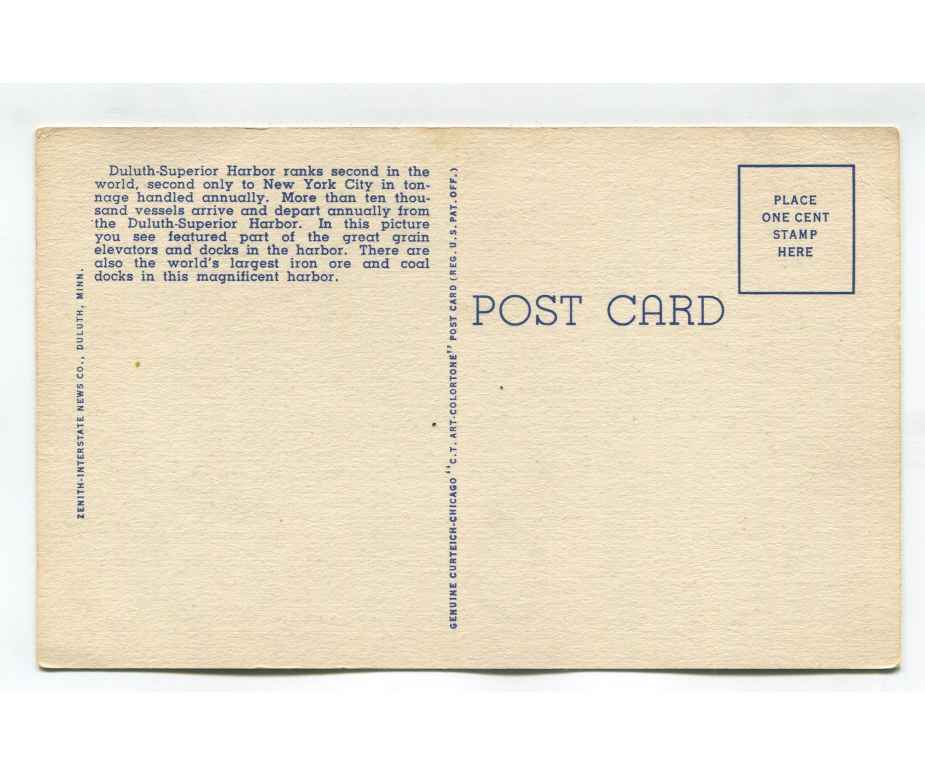 Duluth-Superior Harbor ranks second in the
world, second only to New York City in ton-
nage handled annually. More than ten thou-
sand vessels arrive and depart annually from
the Duluth-Superior Harbor. In this picture
you see featured part of the great grain
elevators and docks in the harbor. There are
also the world's largest iron ore and coal
docks in this magnificent harbor.
ZENITH-INTERSTATE NEWS CO., DULUTH, MINN.
GENUINE CURTEICH-CHICAGO "C.T. ART-COLORTONE" POST CARD (REG. U.S. PAT. OFF.)
POST CARD
PLACE
ONE CENT
STAMP
HERE